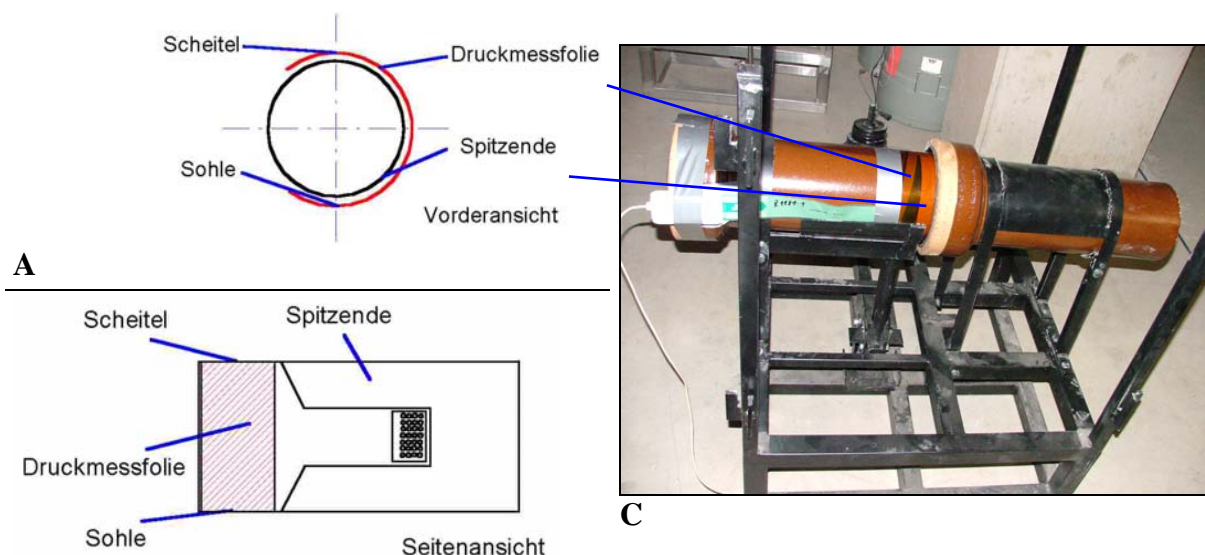 Scheitel
Druckmessfolie
Spitzende
Sohle
Vorderansicht
A
Scheitel
Spitzende
Druckmessfolie
Sohle
Seitenansicht
C